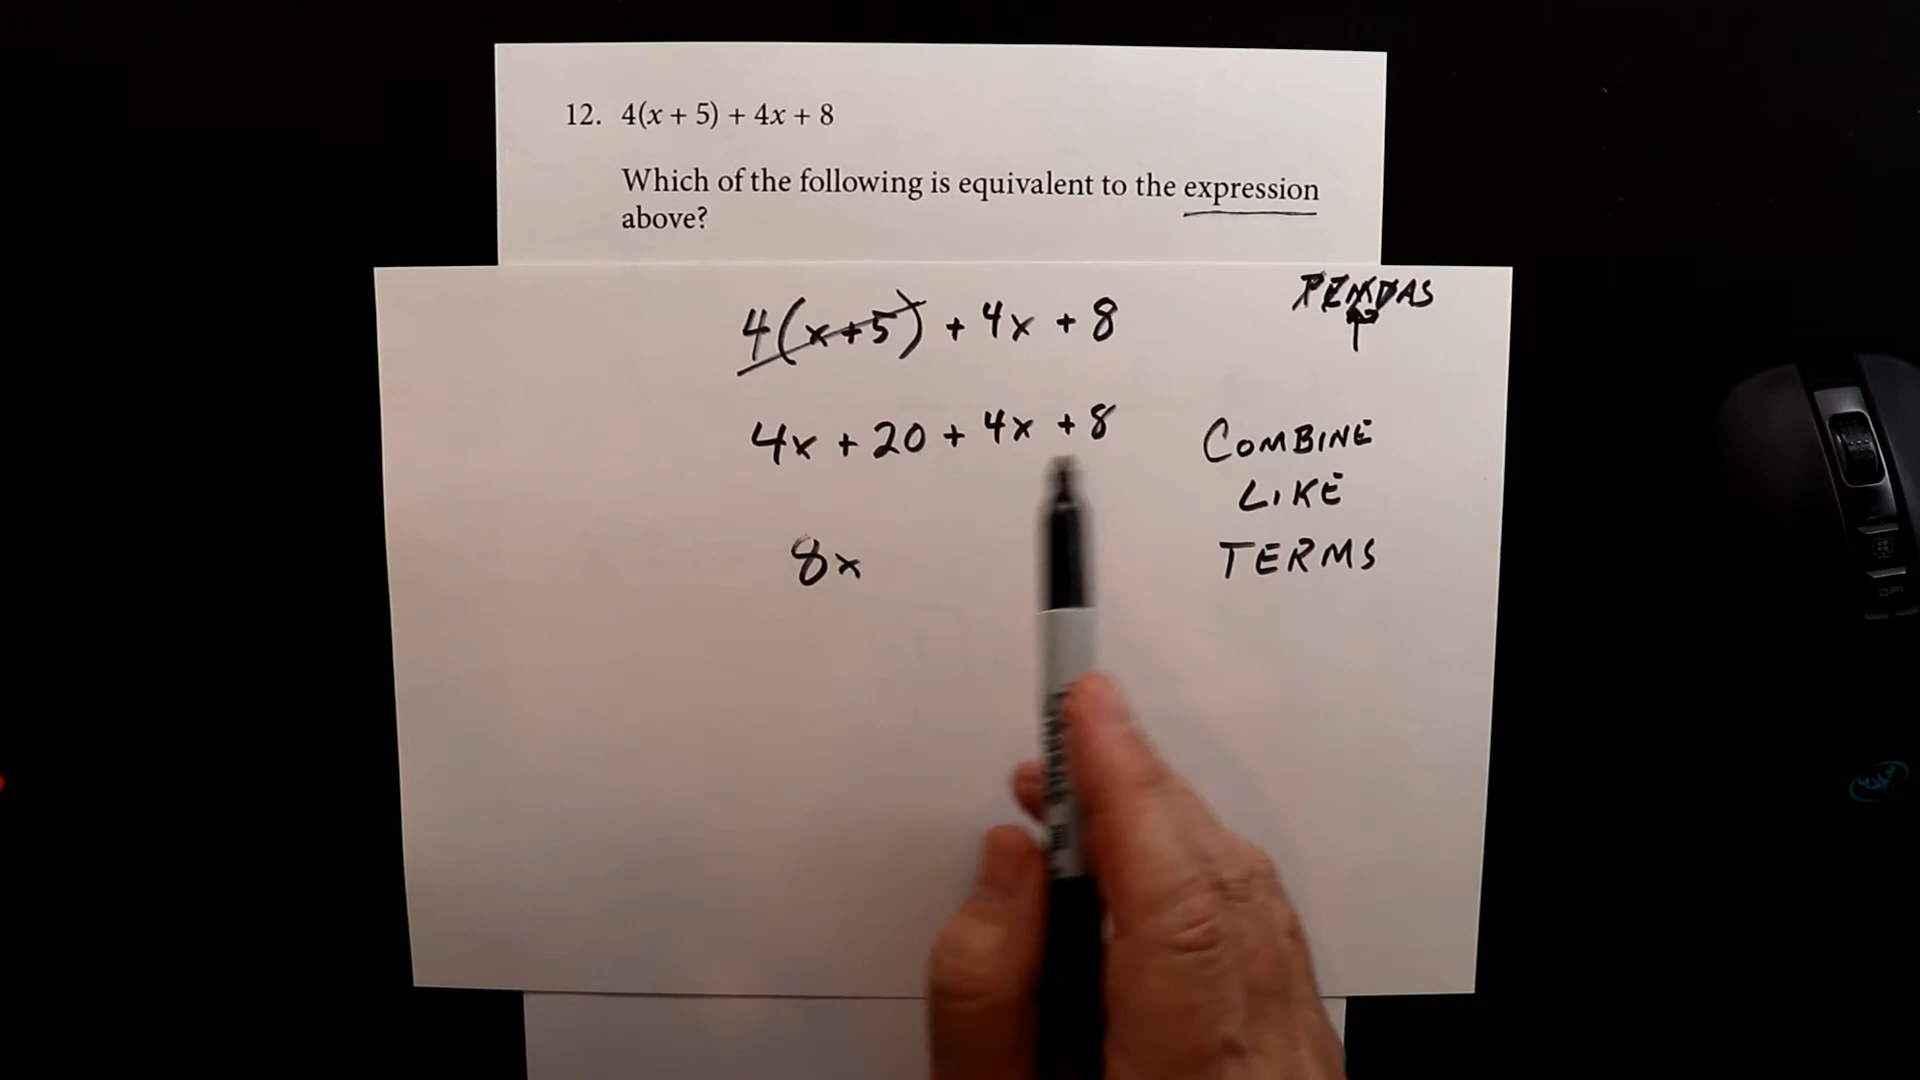 12. 4(x + 5) + 4x + 8
Which of the following is equivalent to the expression
above?
PEMDAS
4(x+5) + 4x + 8
4x + 20 + 4x + 8
COMBINE
LIKE
TERMS
8x
DPI